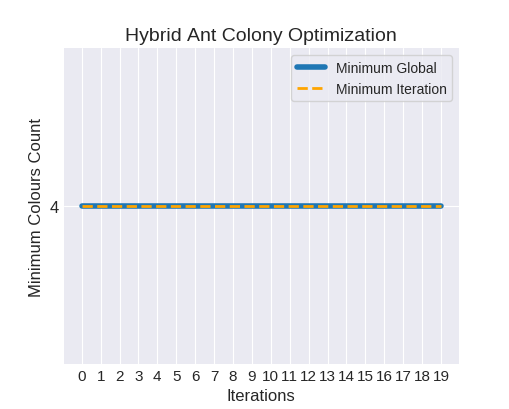 Hybrid Ant Colony Optimization
Minimum Global
Minimum Iteration
Minimum Colours Count
4
0 1 2 3 4 5 6 7 8 9 10 11 12 13 14 15 16 17 18 19
Iterations